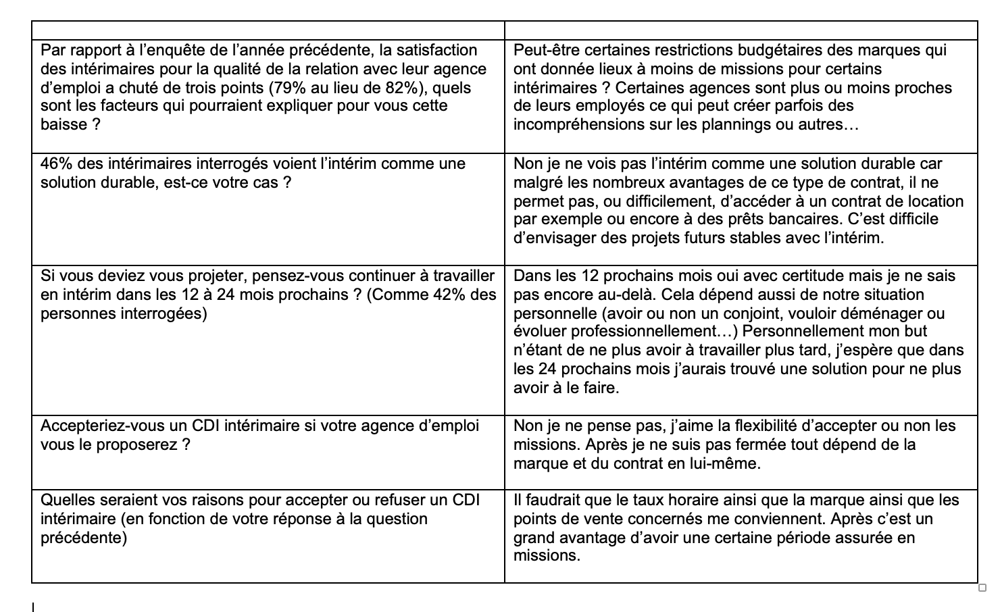 Par rapport à l’enquête de l’année précédente, la satisfaction
des intérimaires pour la qualité de la relation avec leur agence
d’emploi a chuté de trois points (79% au lieu de 82%), quels
sont les facteurs qui pourraient expliquer pour vous cette
baisse ?
Peut-être certaines restrictions budgétaires des marques qui
ont donnée lieux à moins de missions pour certains
intérimaires ? Certaines agences sont plus ou moins proches
de leurs employés ce qui peut créer parfois des
incompréhensions sur les plannings ou autres…
46% des intérimaires interrogés voient l’intérim comme une
solution durable, est-ce votre cas ?
Non je ne vois pas l’intérim comme une solution durable car
malgré les nombreux avantages de ce type de contrat, il ne
permet pas, ou difficilement, d’accéder à un contrat de location
par exemple ou encore à des prêts bancaires. C’est difficile
d’envisager des projets futurs stables avec l’intérim.
Si vous deviez vous projeter, pensez-vous continuer à travailler
en intérim dans les 12 à 24 mois prochains ? (Comme 42% des
personnes interrogées)
Dans les 12 prochains mois oui avec certitude mais je ne sais
pas encore au-delà. Cela dépend aussi de notre situation
personnelle (avoir ou non un conjoint, vouloir déménager ou
évoluer professionnellement…) Personnellement mon but
n’étant de ne plus avoir à travailler plus tard, j’espère que dans
les 24 prochains mois j’aurais trouvé une solution pour ne plus
avoir à le faire.
Accepteriez-vous un CDI intérimaire si votre agence d’emploi
vous le proposerez ?
Non je ne pense pas, j’aime la flexibilité d’accepter ou non les
missions. Après je ne suis pas fermée tout dépend de la
marque et du contrat en lui-même.
Quelles seraient vos raisons pour accepter ou refuser un CDI
intérimaire (en fonction de votre réponse à la question
précédente)
Il faudrait que le taux horaire ainsi que la marque ainsi que les
points de vente concernés me conviennent. Après c’est un
grand avantage d’avoir une certaine période assurée en
missions.